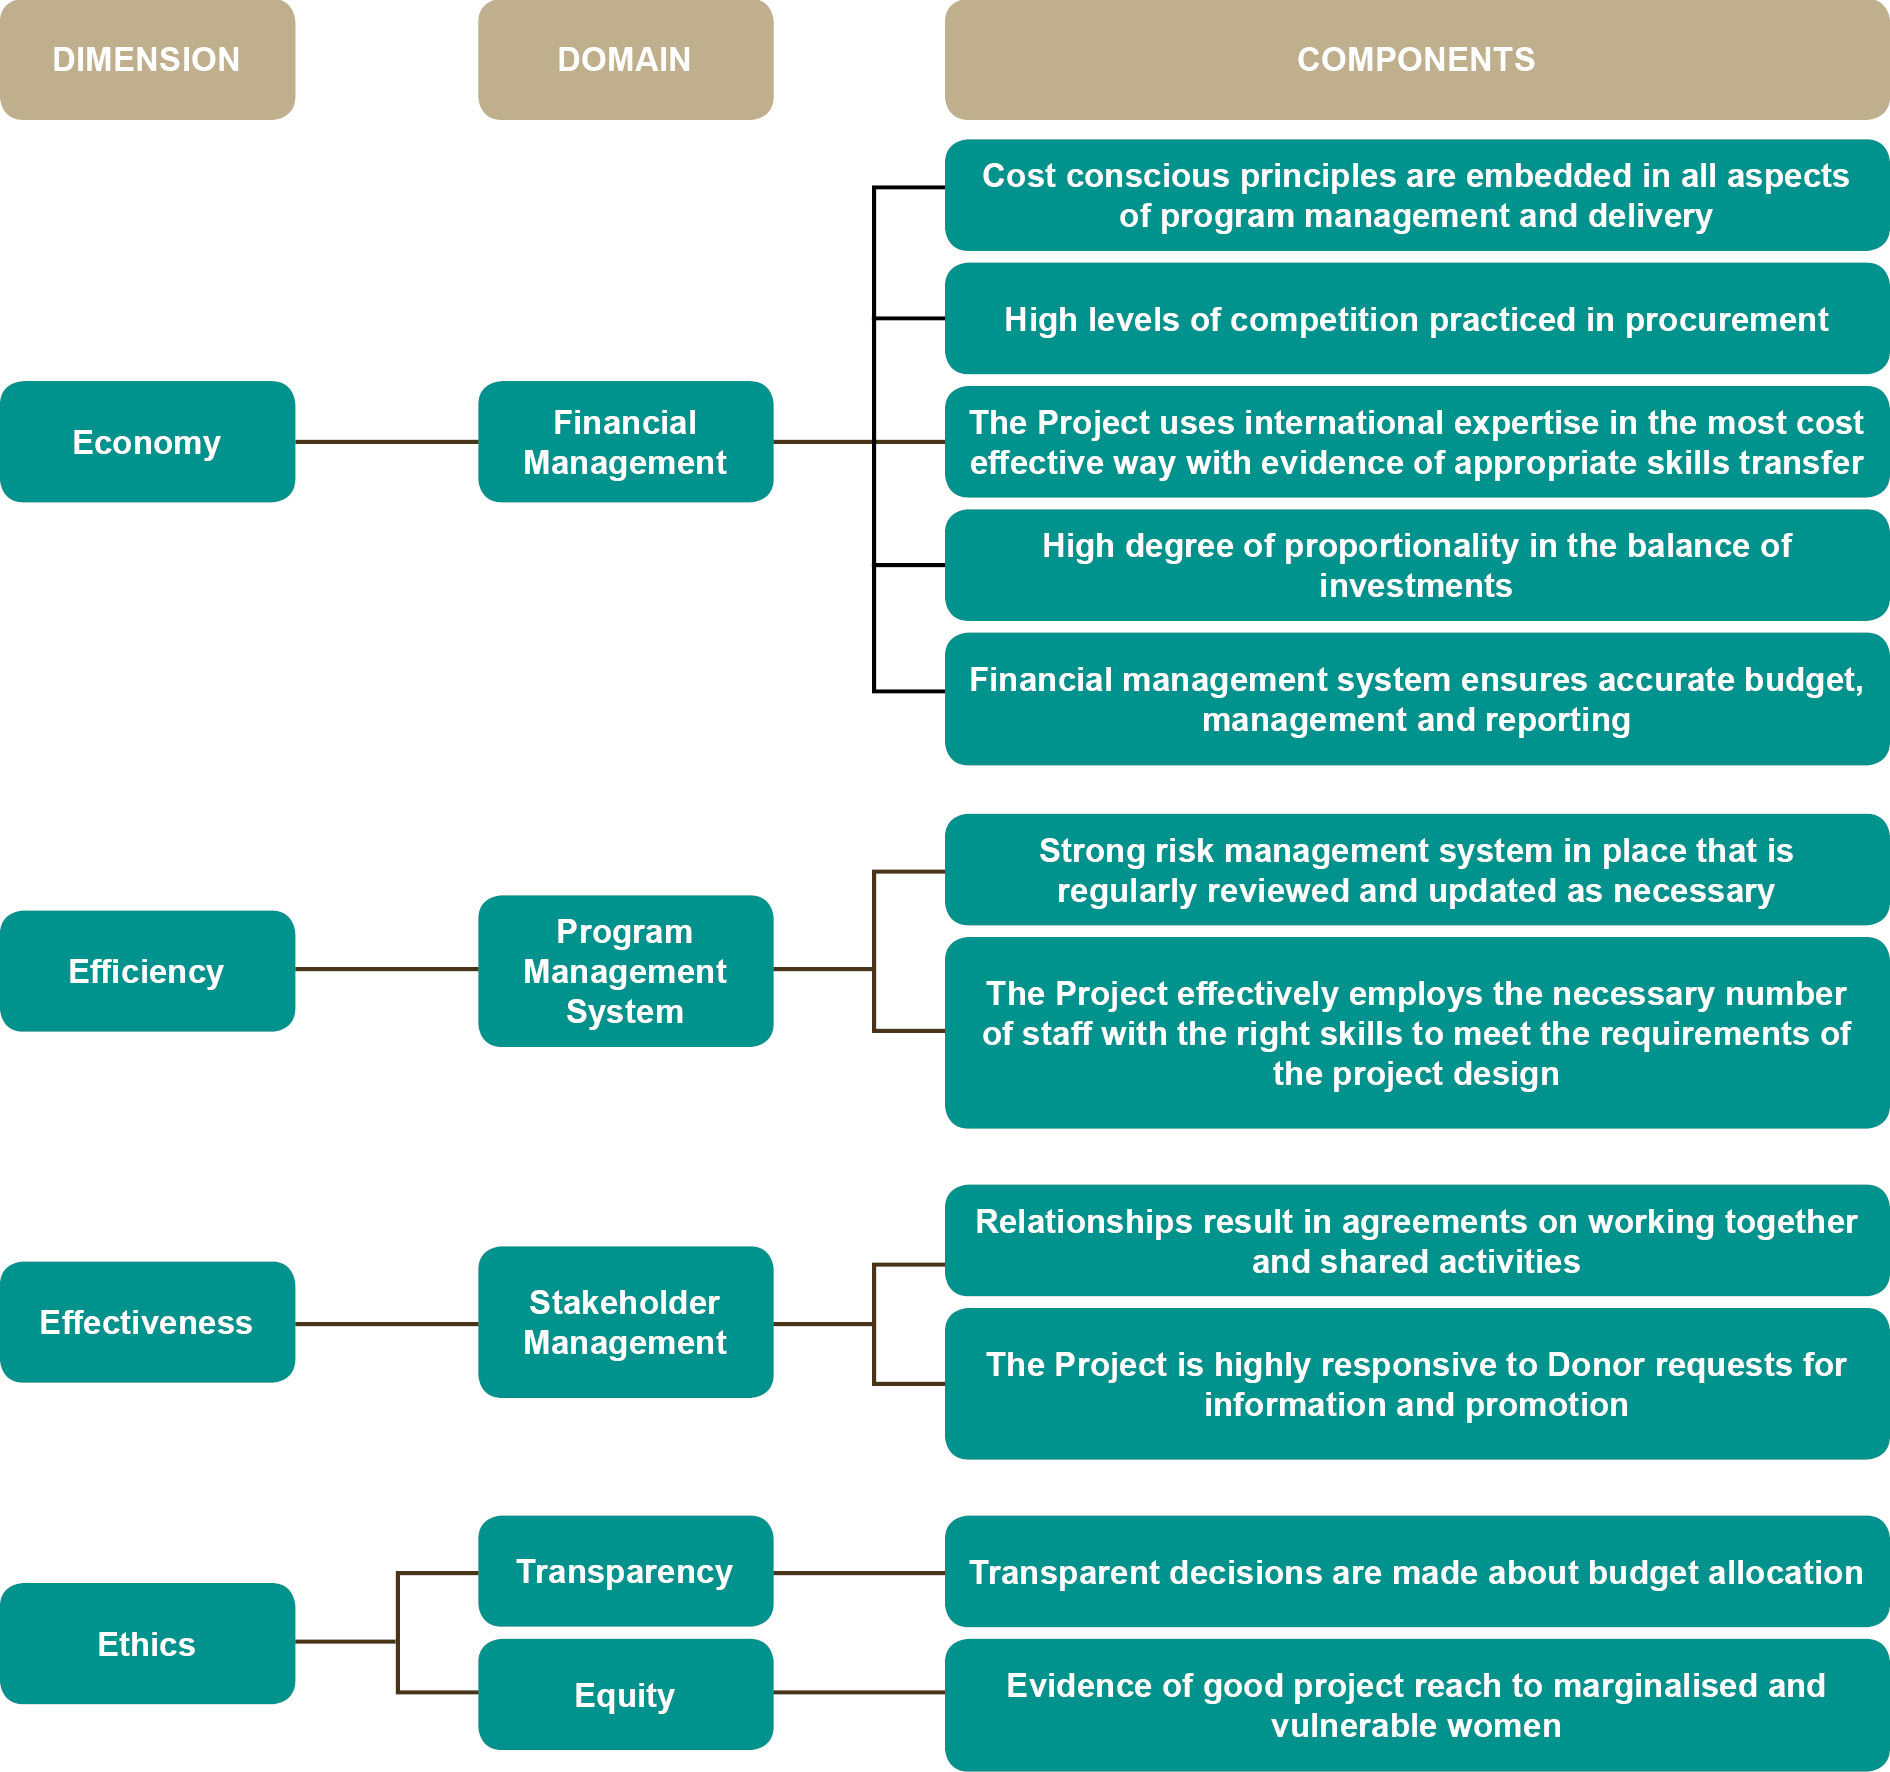 DIMENSION
DOMAIN
COMPONENTS
Economy
Financial
Management
Cost conscious principles are embedded in all aspects
of program management and delivery
High levels of competition practiced in procurement
The Project uses international expertise in the most cost
effective way with evidence of appropriate skills transfer
High degree of proportionality in the balance of
investments
Financial management system ensures accurate budget,
management and reporting
Efficiency
Program
Management
System
Strong risk management system in place that is
regularly reviewed and updated as necessary
The Project effectively employs the necessary number
of staff with the right skills to meet the requirements of
the project design
Effectiveness
Stakeholder
Management
Relationships result in agreements on working together
and shared activities
The Project is highly responsive to Donor requests for
information and promotion
Ethics
Transparency
Transparent decisions are made about budget allocation
Equity
Evidence of good project reach to marginalised and
vulnerable women